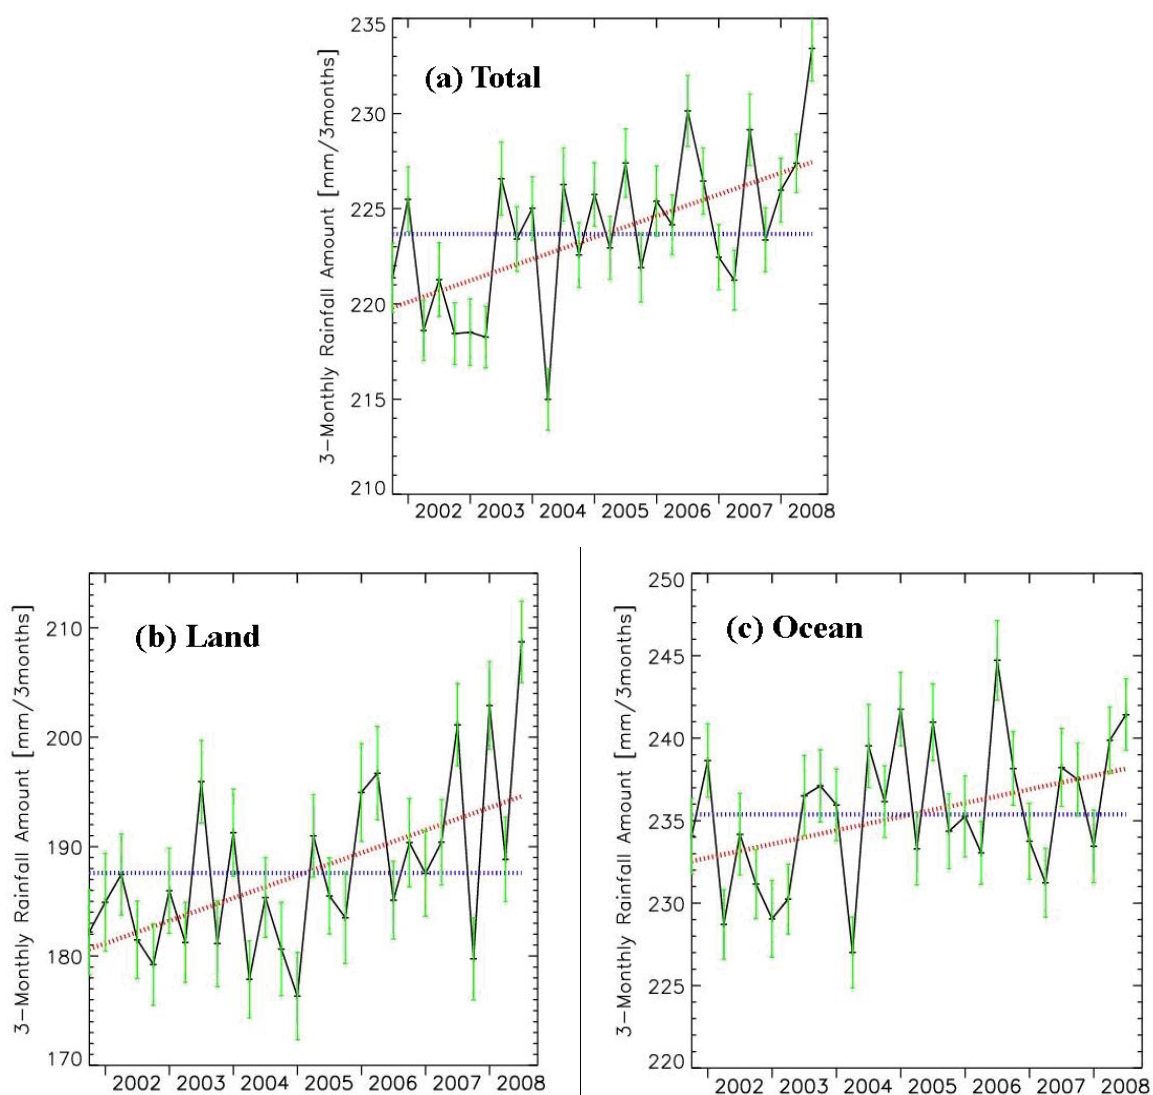 (a) Total
3-Monthly Rainfall Amount [mm/3months]
235
230
225
220
215
210
2002 2003 2004 2005 2006 2007 2008
(b) Land
3-Monthly Rainfall Amount [mm/3months]
210
200
190
180
170
2002 2003 2004 2005 2006 2007 2008
(c) Ocean
3-Monthly Rainfall Amount [mm/3months]
250
245
240
235
230
225
220
2002 2003 2004 2005 2006 2007 2008